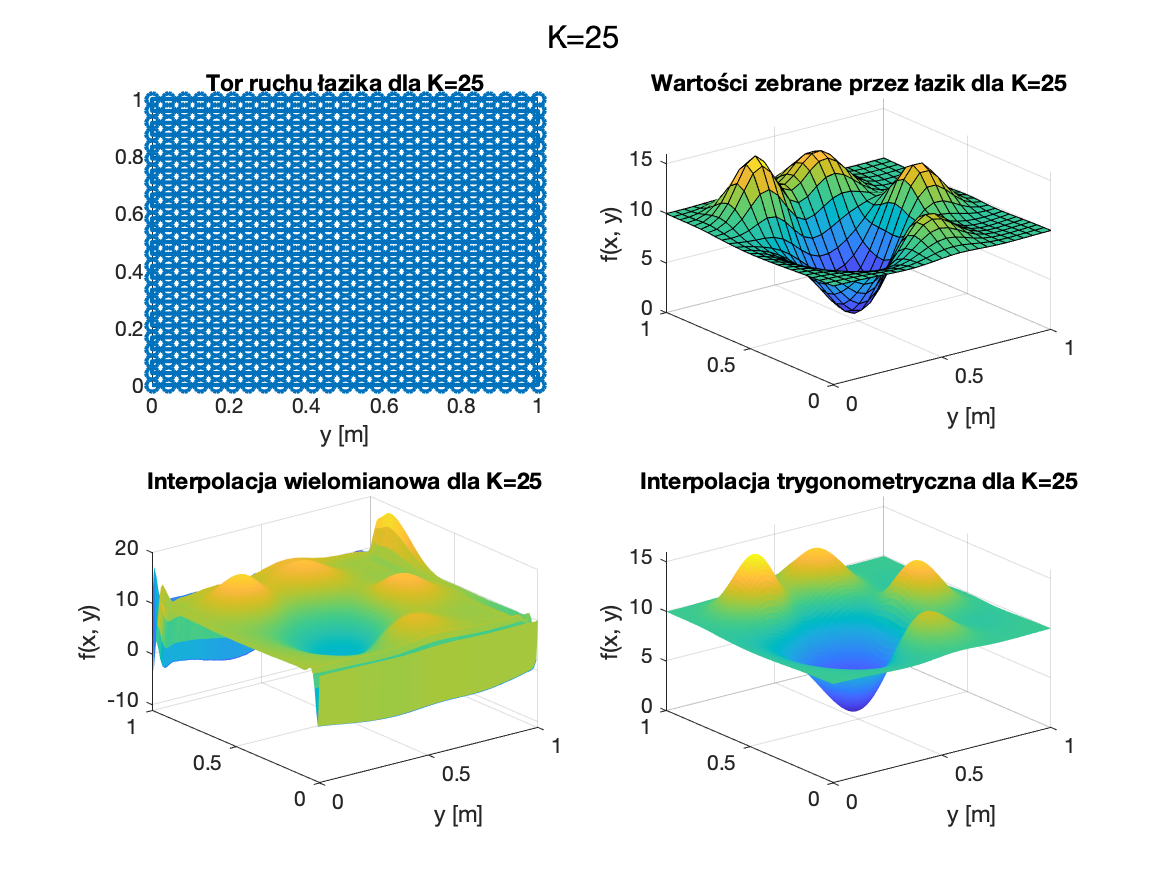 K=25
Tor ruchu łazika dla K=25
1
0.8
0.6
0.4
0.2
0
0 0.2 0.4 0.6 0.8 1
y [m]
Wartości zebrane przez łazik dla K=25
f(x, y)
15
10
5
0
1
0.5
0
0
0.5
1
y [m]
Interpolacja wielomianowa dla K=25
f(x, y)
20
10
0
-10
1
0.5
0
0
0.5
1
y [m]
Interpolacja trygonometryczna dla K=25
f(x, y)
15
10
5
0
1
0.5
0
0
0.5
1
y [m]